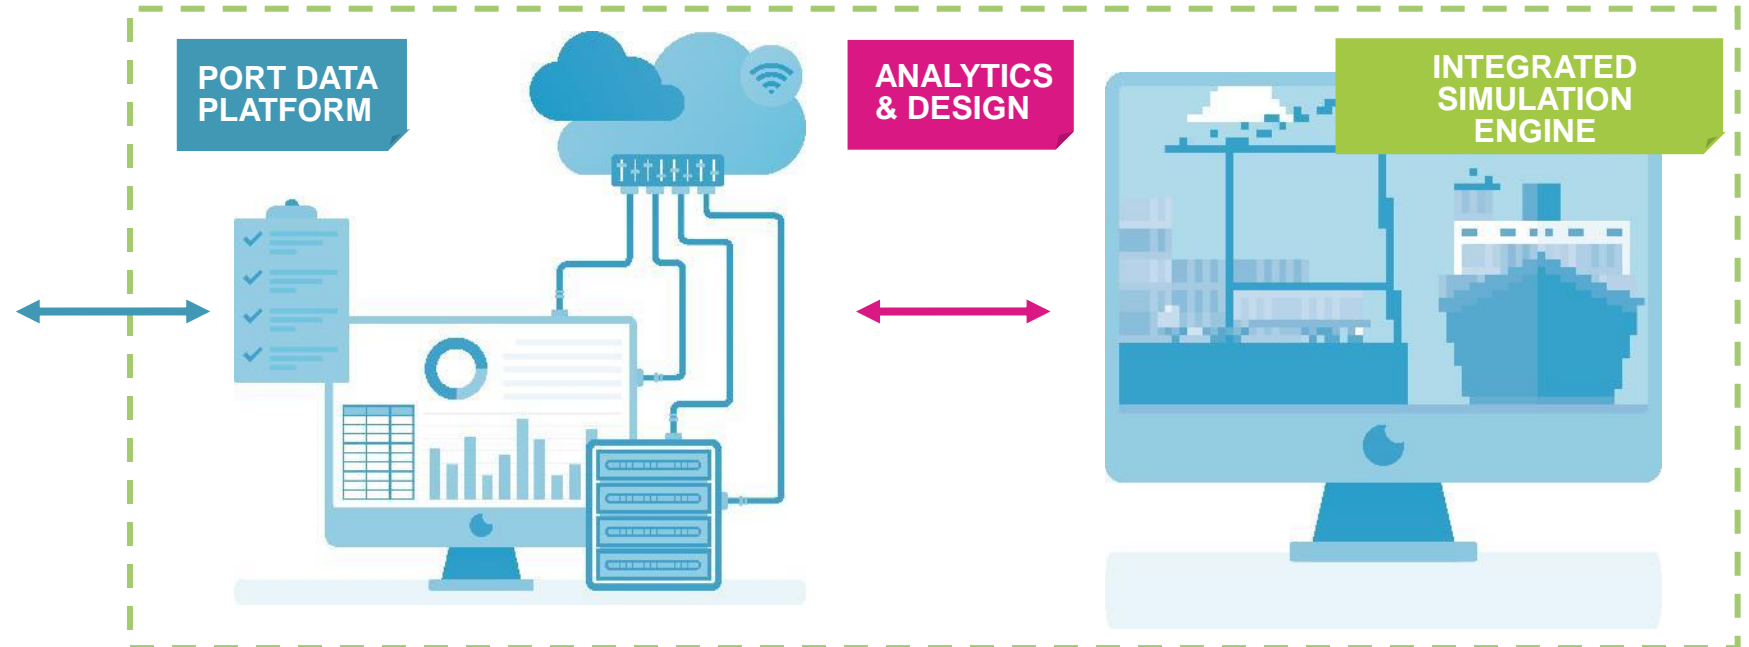 PORT DATA
PLATFORM
ANALYTICS
& DESIGN
INTEGRATED
SIMULATION
ENGINE